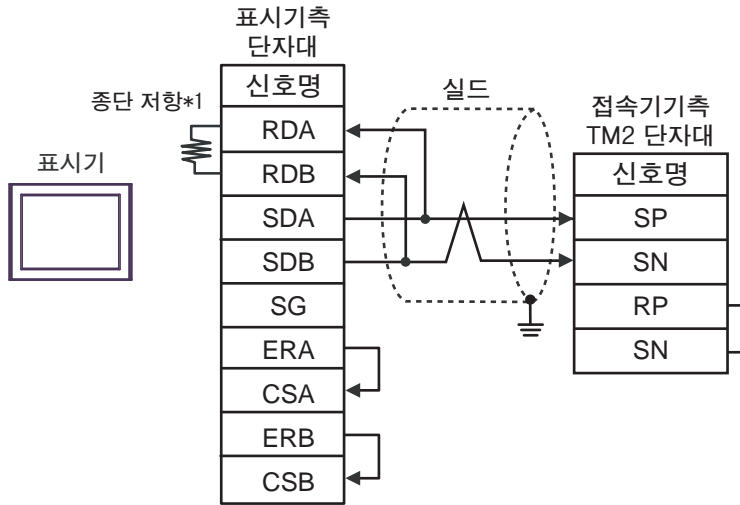 표시기측
단자대
신호명
종단 저항*1
RDA
RDB
SDA
SDB
SG
ERA
CSA
ERB
CSB
표시기
실드
접속기기측
TM2 단자대
신호명
SP
SN
RP
SN